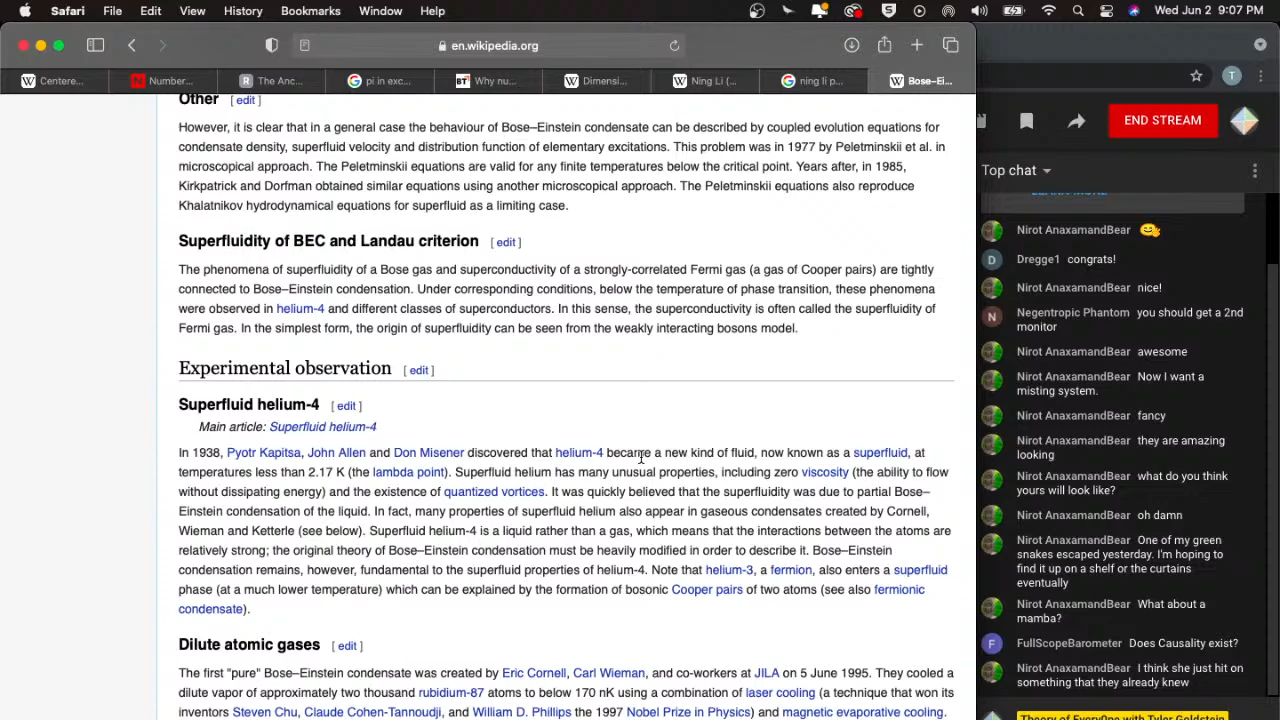 Safari File Edit View History Bookmarks Window Help Wed Jun 2 9:07 PM
en.wikipedia.org
Centere... Number... The Anc... pi in exc... Why nu... Dimensi... Ning Li (... ning li p... Bose–Ei...
Other [ edit ]
However, it is clear that in a general case the behaviour of Bose–Einstein condensate can be described by coupled evolution equations for
condensate density, superfluid velocity and distribution function of elementary excitations. This problem was in 1977 by Peletminskii et al. in
microscopical approach. The Peletminskii equations are valid for any finite temperatures below the critical point. Years after, in 1985,
Kirkpatrick and Dorfman obtained similar equations using another microscopical approach. The Peletminskii equations also reproduce
Khalatnikov hydrodynamical equations for superfluid as a limiting case.
Superfluidity of BEC and Landau criterion [ edit ]
The phenomena of superfluidity of a Bose gas and superconductivity of a strongly-correlated Fermi gas (a gas of Cooper pairs) are tightly
connected to Bose–Einstein condensation. Under corresponding conditions, below the temperature of phase transition, these phenomena
were observed in helium-4 and different classes of superconductors. In this sense, the superconductivity is often called the superfluidity of
Fermi gas. In the simplest form, the origin of superfluidity can be seen from the weakly interacting bosons model.
Experimental observation [ edit ]
Superfluid helium-4 [ edit ]
Main article: Superfluid helium-4
In 1938, Pyotr Kapitsa, John Allen and Don Misener discovered that helium-4 became a new kind of fluid, now known as a superfluid, at
temperatures less than 2.17 K (the lambda point). Superfluid helium has many unusual properties, including zero viscosity (the ability to flow
without dissipating energy) and the existence of quantized vortices. It was quickly believed that the superfluidity was due to partial Bose–
Einstein condensation of the liquid. In fact, many properties of superfluid helium also appear in gaseous condensates created by Cornell,
Wieman and Ketterle (see below). Superfluid helium-4 is a liquid rather than a gas, which means that the interactions between the atoms are
relatively strong; the original theory of Bose–Einstein condensation must be heavily modified in order to describe it. Bose–Einstein
condensation remains, however, fundamental to the superfluid properties of helium-4. Note that helium-3, a fermion, also enters a superfluid
phase (at a much lower temperature) which can be explained by the formation of bosonic Cooper pairs of two atoms (see also fermionic
condensate).
Dilute atomic gases [ edit ]
The first "pure" Bose–Einstein condensate was created by Eric Cornell, Carl Wieman, and co-workers at JILA on 5 June 1995. They cooled a
dilute vapor of approximately two thousand rubidium-87 atoms to below 170 nK using a combination of laser cooling (a technique that won its
inventors Steven Chu, Claude Cohen-Tannoudji, and William D. Phillips the 1997 Nobel Prize in Physics) and magnetic evaporative cooling.
T
END STREAM
Top chat
Nirot AnaxamandBear
D Dregge1 congrats!
Nirot AnaxamandBear nice!
N Negentropic Phantom you should get a 2nd
monitor
Nirot AnaxamandBear awesome
Nirot AnaxamandBear Now I want a
misting system.
Nirot AnaxamandBear fancy
Nirot AnaxamandBear they are amazing
looking
Nirot AnaxamandBear what do you think
yours will look like?
Nirot AnaxamandBear oh damn
Nirot AnaxamandBear One of my green
snakes escaped yesterday. I'm hoping to
find it up on a shelf or the curtains
eventually
Nirot AnaxamandBear What about a
mamba?
F FullScopeBarometer Does Causality exist?
Nirot AnaxamandBear I think she just hit on
something that they already knew
Theory of EveryOne with Tyler Goldstein